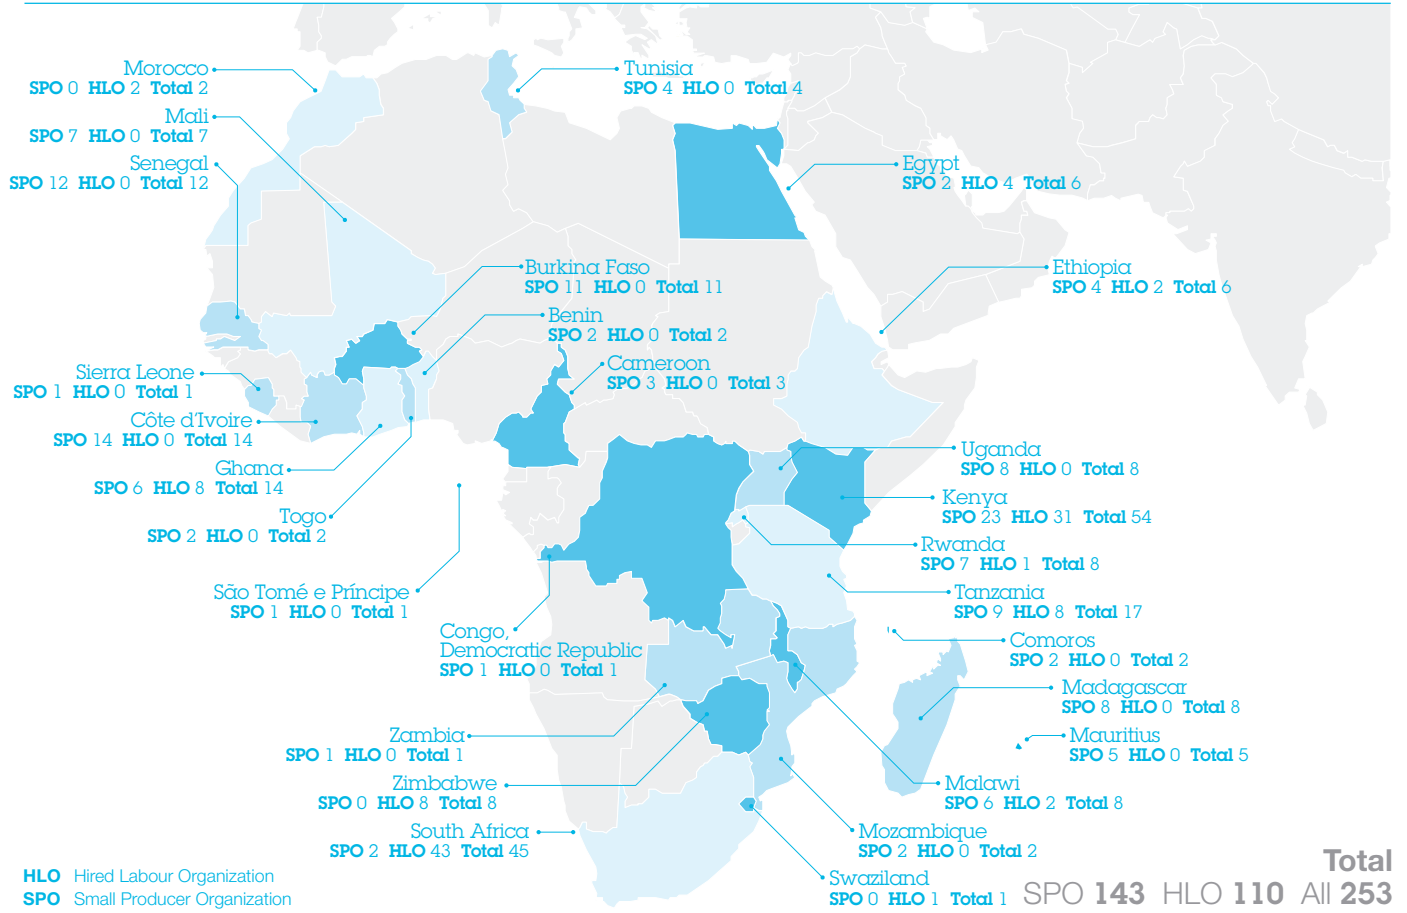 Morocco
SPO 0 HLO 2 Total 2
Mali
SPO 7 HLO 0 Total 7
Senegal
SPO 12 HLO 0 Total 12
Tunisia
SPO 4 HLO 0 Total 4
Egypt
SPO 2 HLO 4 Total 6
Burkina Faso
SPO 11 HLO 0 Total 11
Benin
SPO 2 HLO 0 Total 2
Cameroon
SPO 3 HLO 0 Total 3
Ethiopia
SPO 4 HLO 2 Total 6
Sierra Leone
SPO 1 HLO 0 Total 1
Côte d'Ivoire
SPO 14 HLO 0 Total 14
Ghana
SPO 6 HLO 8 Total 14
Togo
SPO 2 HLO 0 Total 2
São Tomé e Príncipe
SPO 1 HLO 0 Total 1
Congo,
Democratic Republic
SPO 1 HLO 0 Total 1
Uganda
SPO 8 HLO 0 Total 8
Kenya
SPO 23 HLO 31 Total 54
Rwanda
SPO 7 HLO 1 Total 8
Tanzania
SPO 9 HLO 8 Total 17
Comoros
SPO 2 HLO 0 Total 2
Madagascar
SPO 8 HLO 0 Total 8
Mauritius
SPO 5 HLO 0 Total 5
Zambia
SPO 1 HLO 0 Total 1
Zimbabwe
SPO 0 HLO 8 Total 8
South Africa
SPO 2 HLO 43 Total 45
Malawi
SPO 6 HLO 2 Total 8
Mozambique
SPO 2 HLO 0 Total 2
Swaziland
SPO 0 HLO 1 Total 1
HLO Hired Labour Organization
SPO Small Producer Organization
Total
SPO 143 HLO 110 All 253